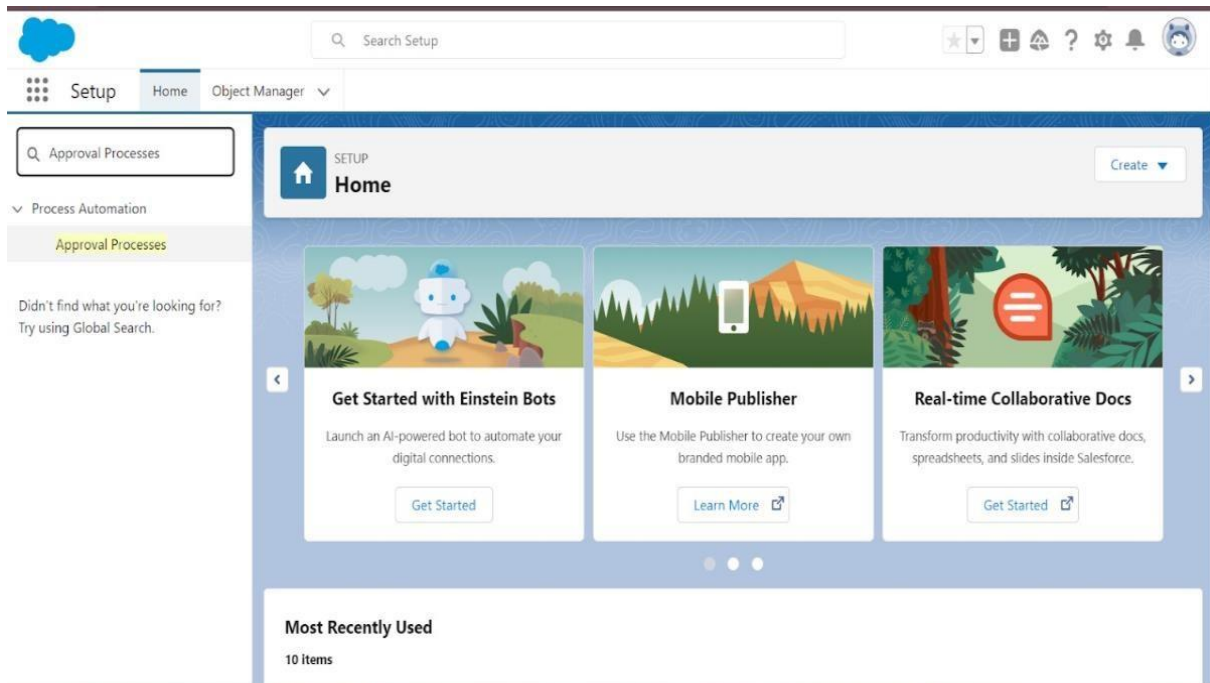 Search Setup
Setup
Home
Object Manager
Approval Processes
Process Automation
Approval Processes
Didn't find what you're looking for?
Try using Global Search.
SETUP
Home
Create
Get Started with Einstein Bots
Launch an AI-powered bot to automate your
digital connections.
Get Started
Mobile Publisher
Use the Mobile Publisher to create your own
branded mobile app.
Learn More
Real-time Collaborative Docs
Transform productivity with collaborative docs,
spreadsheets, and slides inside Salesforce.
Get Started
Most Recently Used
10 items